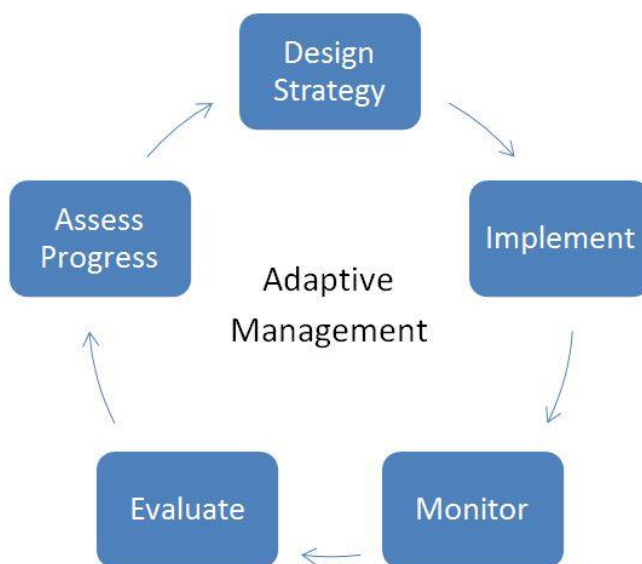 Design
Strategy
Implement
Monitor
Evaluate
Assess
Progress
Adaptive
Management